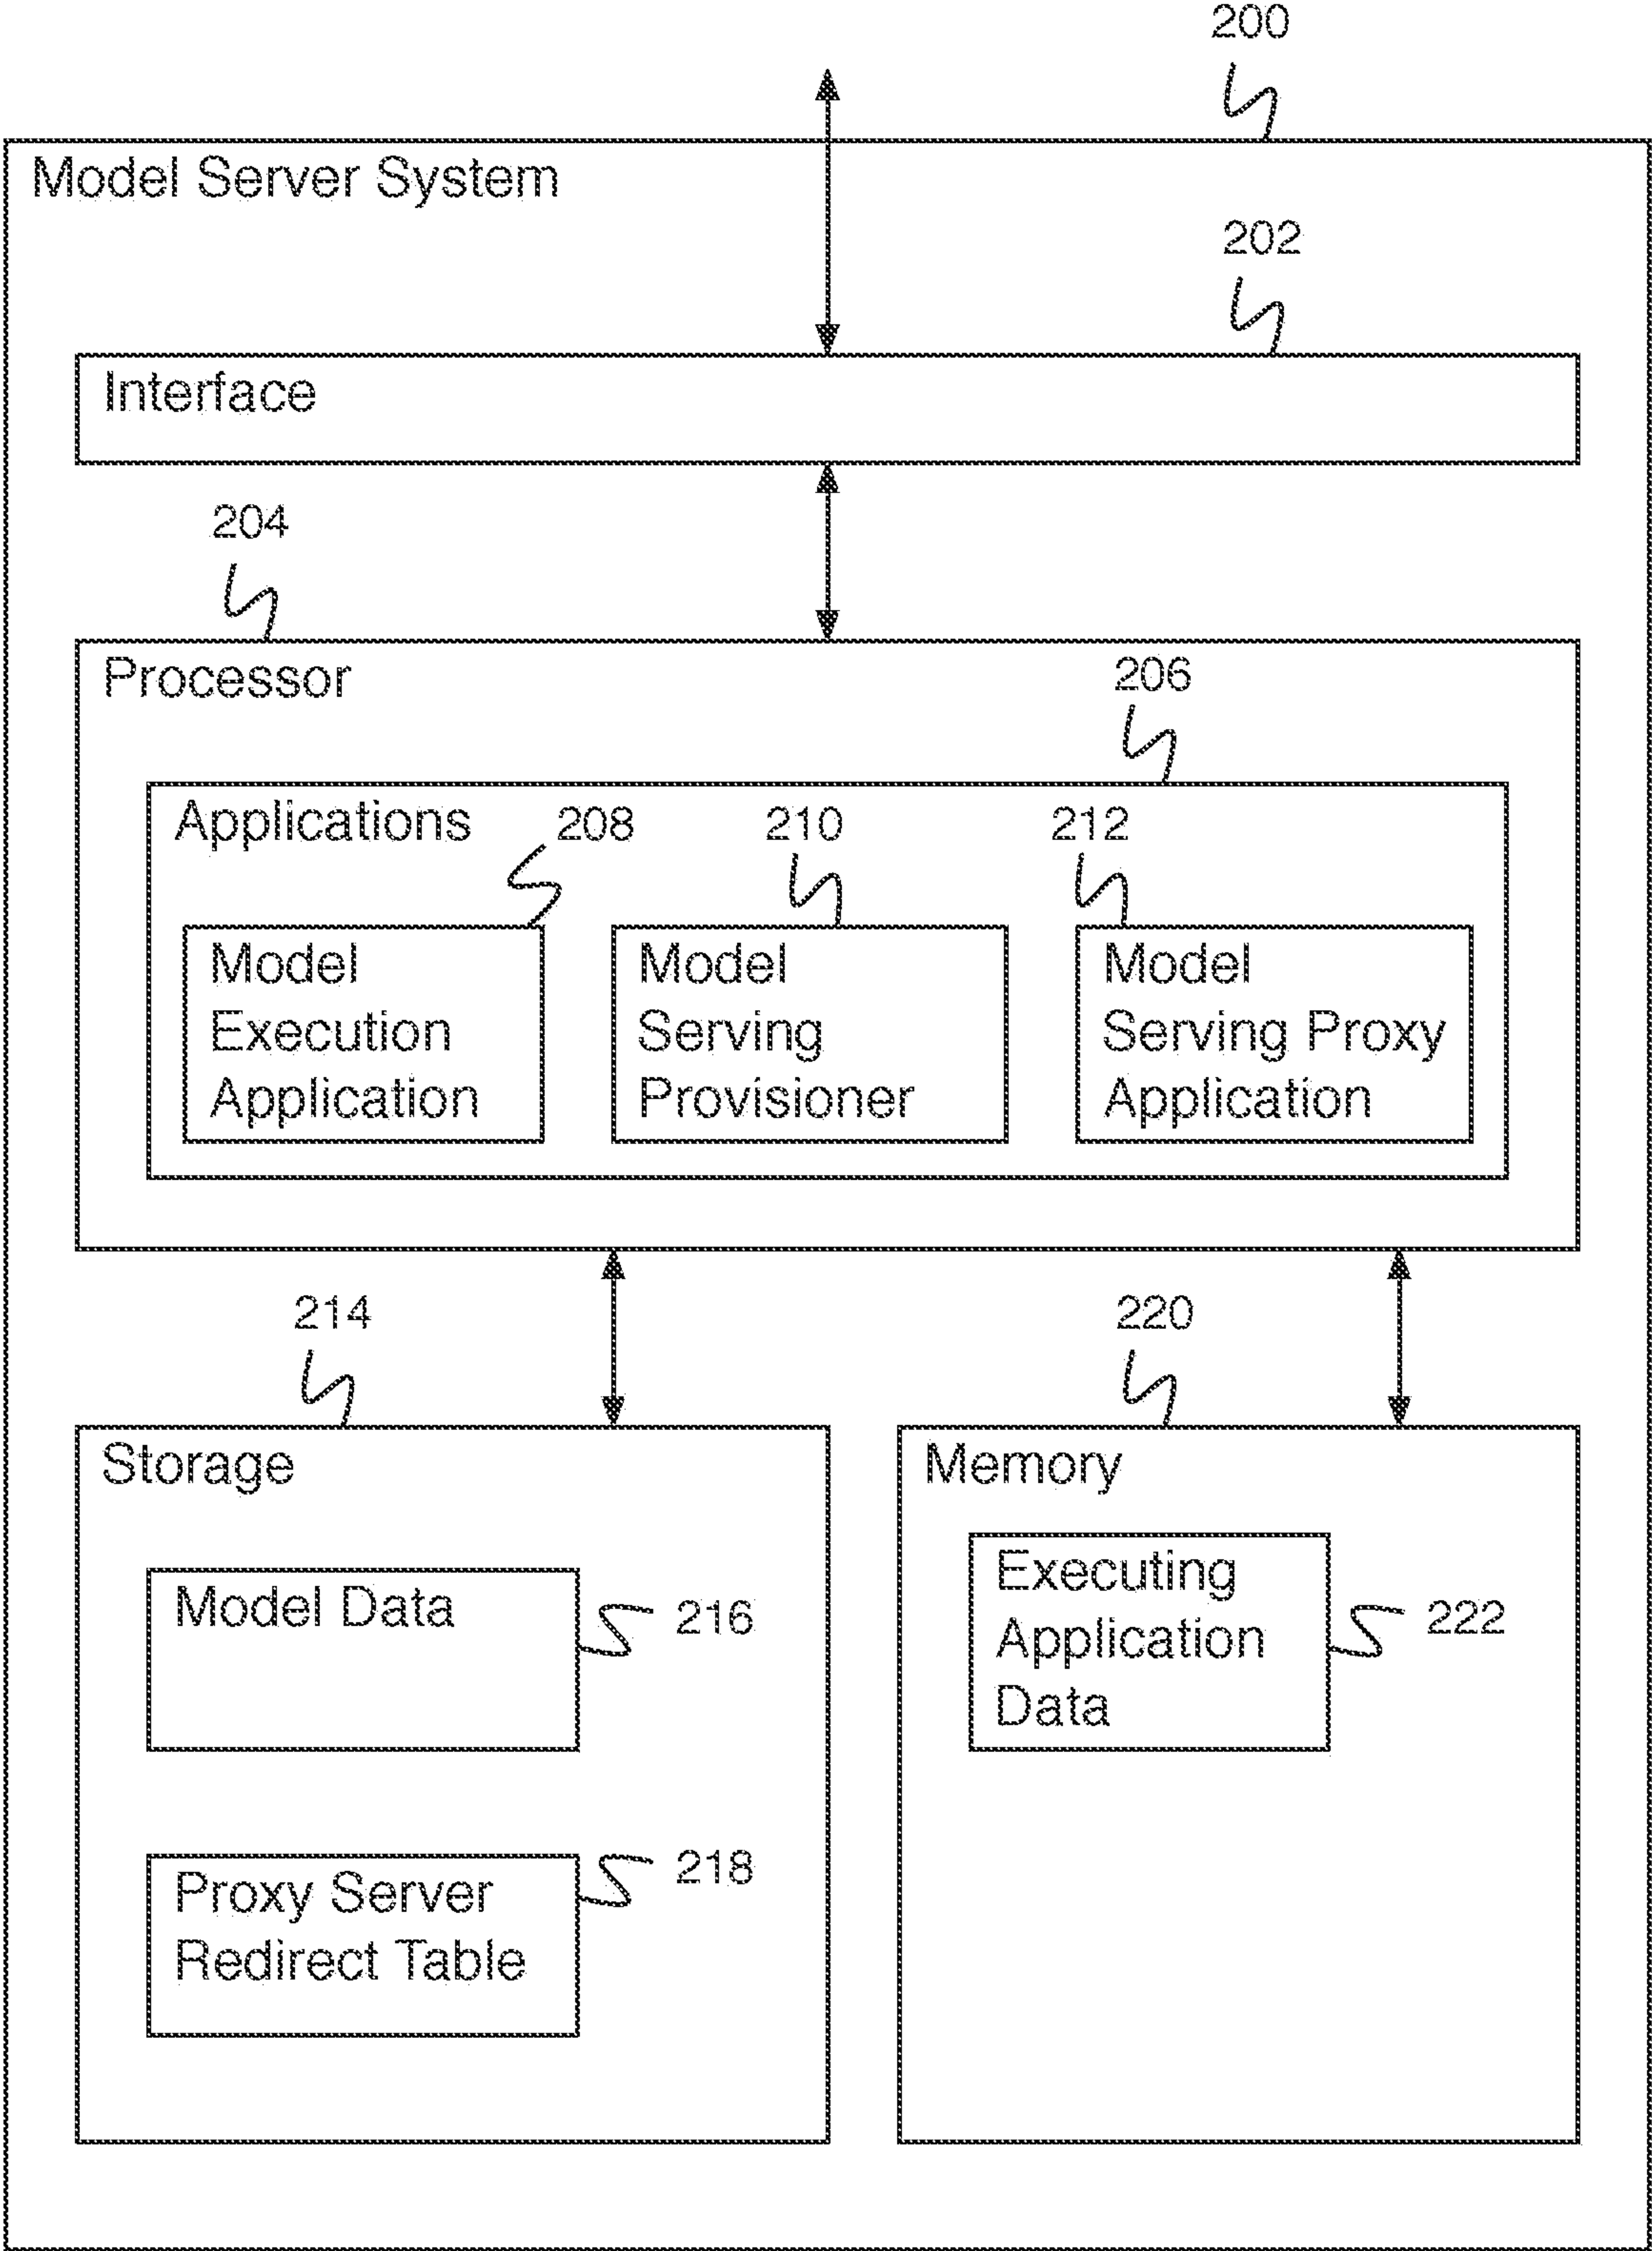 200
Model Server System
202
Interface
204
Processor
206
Applications
208
210
212
Model
Execution
Application
Model
Serving
Provisioner
Model
Serving Proxy
Application
214
220
Storage
Model Data
216
Proxy Server
Redirect Table
218
Memory
Executing
Application
Data
222